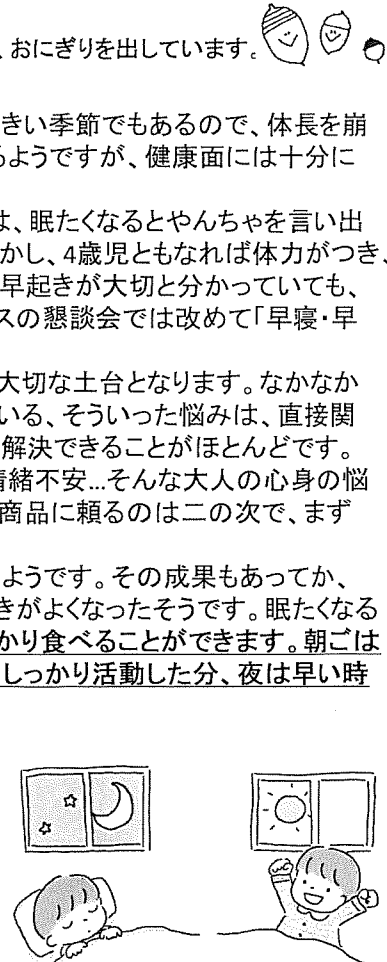 、おにぎりを出しています。
きい季節でもあるので、体長を崩
るようですが、健康面には十分に
は、眠たくなるとやんちゃを言い出
かし、4歳児ともなれば体力がつき、
早起きが大切と分かっていても、
スの懇談会では改めて「早寝・早
大切な土台となります。なかなか
いる、そういった悩みは、直接関
解決できることがほとんどです。
情緒不安…そんな大人の心身の悩
商品に頼るのは二の次で、まず
ようです。その成果もあってか、
きがよくなったそうです。眠たくなる
かり食べることができます。朝ごは
しっかり活動した分、夜は早い時